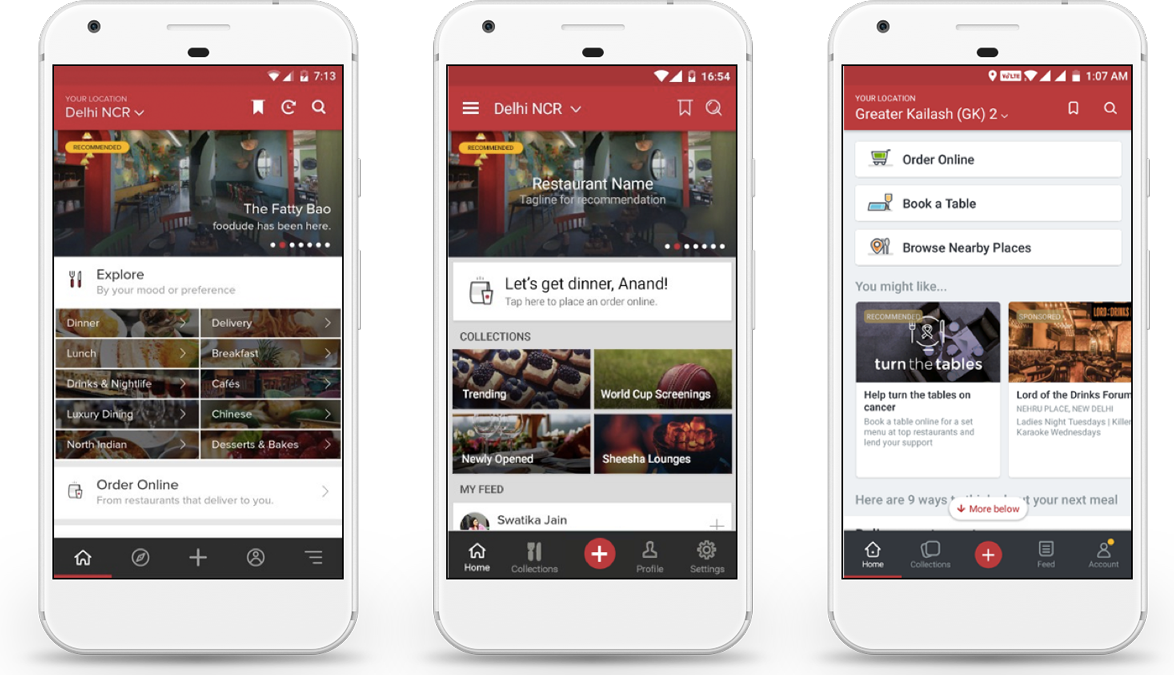 7:13
YOUR LOCATION
Delhi NCR
RECOMMENDED
The Fatty Bao
foodude has been here.
Explore
By your mood or preference
Dinner
Delivery
Lunch
Breakfast
Drinks & Nightlife
Cafés
Luxury Dining
Chinese
North Indian
Desserts & Bakes
Order Online
From restaurants that deliver to you.
16:54
Delhi NCR
RECOMMENDED
Restaurant Name
Tagline for recommendation
Let's get dinner, Anand!
Tap here to place an order online.
COLLECTIONS
Trending
World Cup Screenings
Newly Opened
Sheesha Lounges
MY FEED
Swatika Jain
Home
Collections
Profile
Settings
VoLTE
1:07 AM
YOUR LOCATION
Greater Kailash (GK) 2
Order Online
Book a Table
Browse Nearby Places
You might like...
RECOMMENDED
turn the tables
Help turn the tables on
cancer
Book a table online for a set
menu at top restaurants and
lend your support
SPONSORED
LORD OF DRINKS
Lord of the Drinks Forum
NEHRU PLACE, NEW DELHI
Ladies Night Tuesdays | Killer
Karaoke Wednesdays
Here are 9 ways to think about your next meal
More below
Home
Collections
Feed
Account